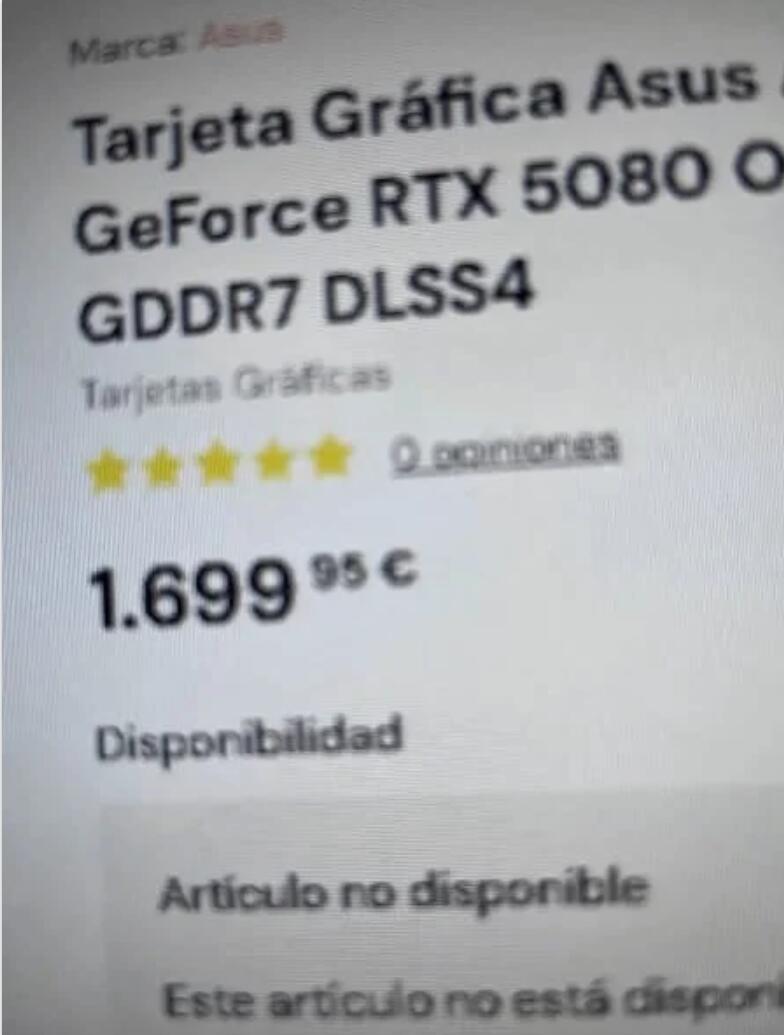 Marca: Asus
Tarjeta Gráfica Asus
GeForce RTX 5080
GDDR7 DLSS4
Tarjetas Gráficas
0 opiniones
1.699 95 €
Disponibilidad
Artículo no disponible
Este artículo no está